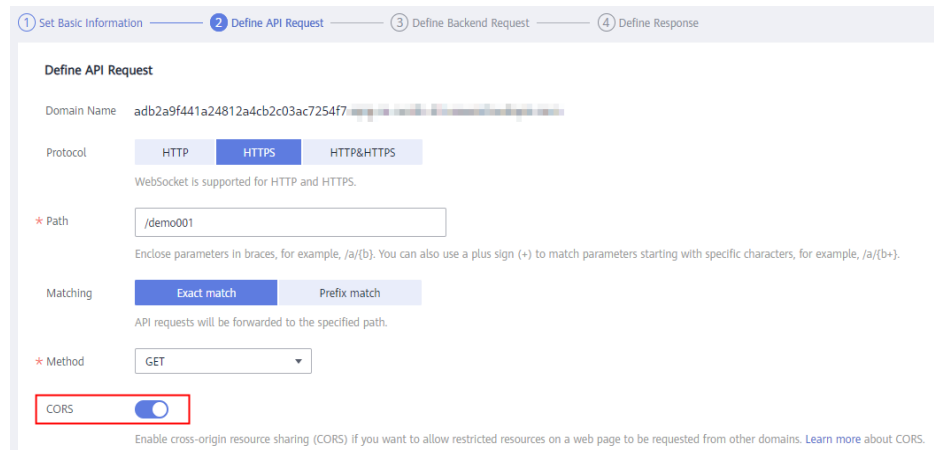 1 Set Basic Information 2 Define API Request 3 Define Backend Request 4 Define Response
Define API Request
Domain Name adb2a9f441a24812a4cb2c03ac7254f7
Protocol HTTP HTTPS HTTP&HTTPS
WebSocket is supported for HTTP and HTTPS.
* Path /demo001
Enclose parameters in braces, for example, /a/{b}. You can also use a plus sign (+) to match parameters starting with specific characters, for example, /a/{b+}.
Matching Exact match Prefix match
API requests will be forwarded to the specified path.
* Method GET
CORS
Enable cross-origin resource sharing (CORS) if you want to allow restricted resources on a web page to be requested from other domains. Learn more about CORS.